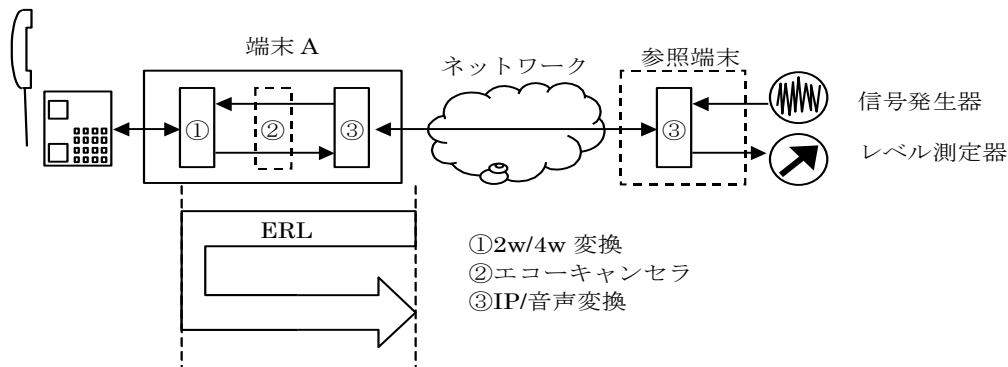 端末 A
ネットワーク
参照端末
①
②
③
③
信号発生器
レベル測定器
ERL
①2w/4w 変換
②エコーキャンセラ
③IP/音声変換